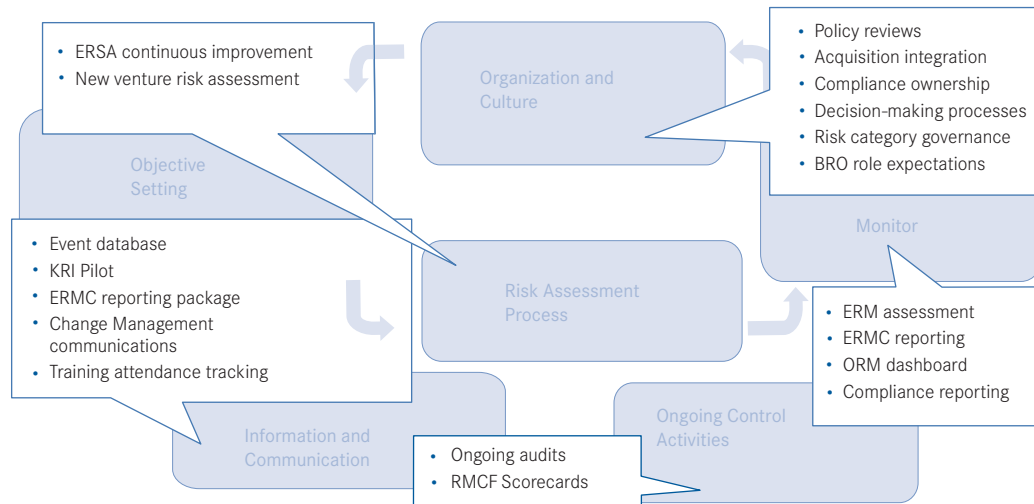 • ERSA continuous improvement
• New venture risk assessment
Organization and
Culture
• Policy reviews
• Acquisition integration
• Compliance ownership
• Decision-making processes
• Risk category governance
• BRO role expectations
Objective
Setting
Monitor
• Event database
• KRI Pilot
• ERMC reporting package
• Change Management
communications
• Training attendance tracking
Risk Assessment
Process
• ERM assessment
• ERMC reporting
• ORM dashboard
• Compliance reporting
Information and
Communication
Ongoing Control
Activities
• Ongoing audits
• RMCF Scorecards